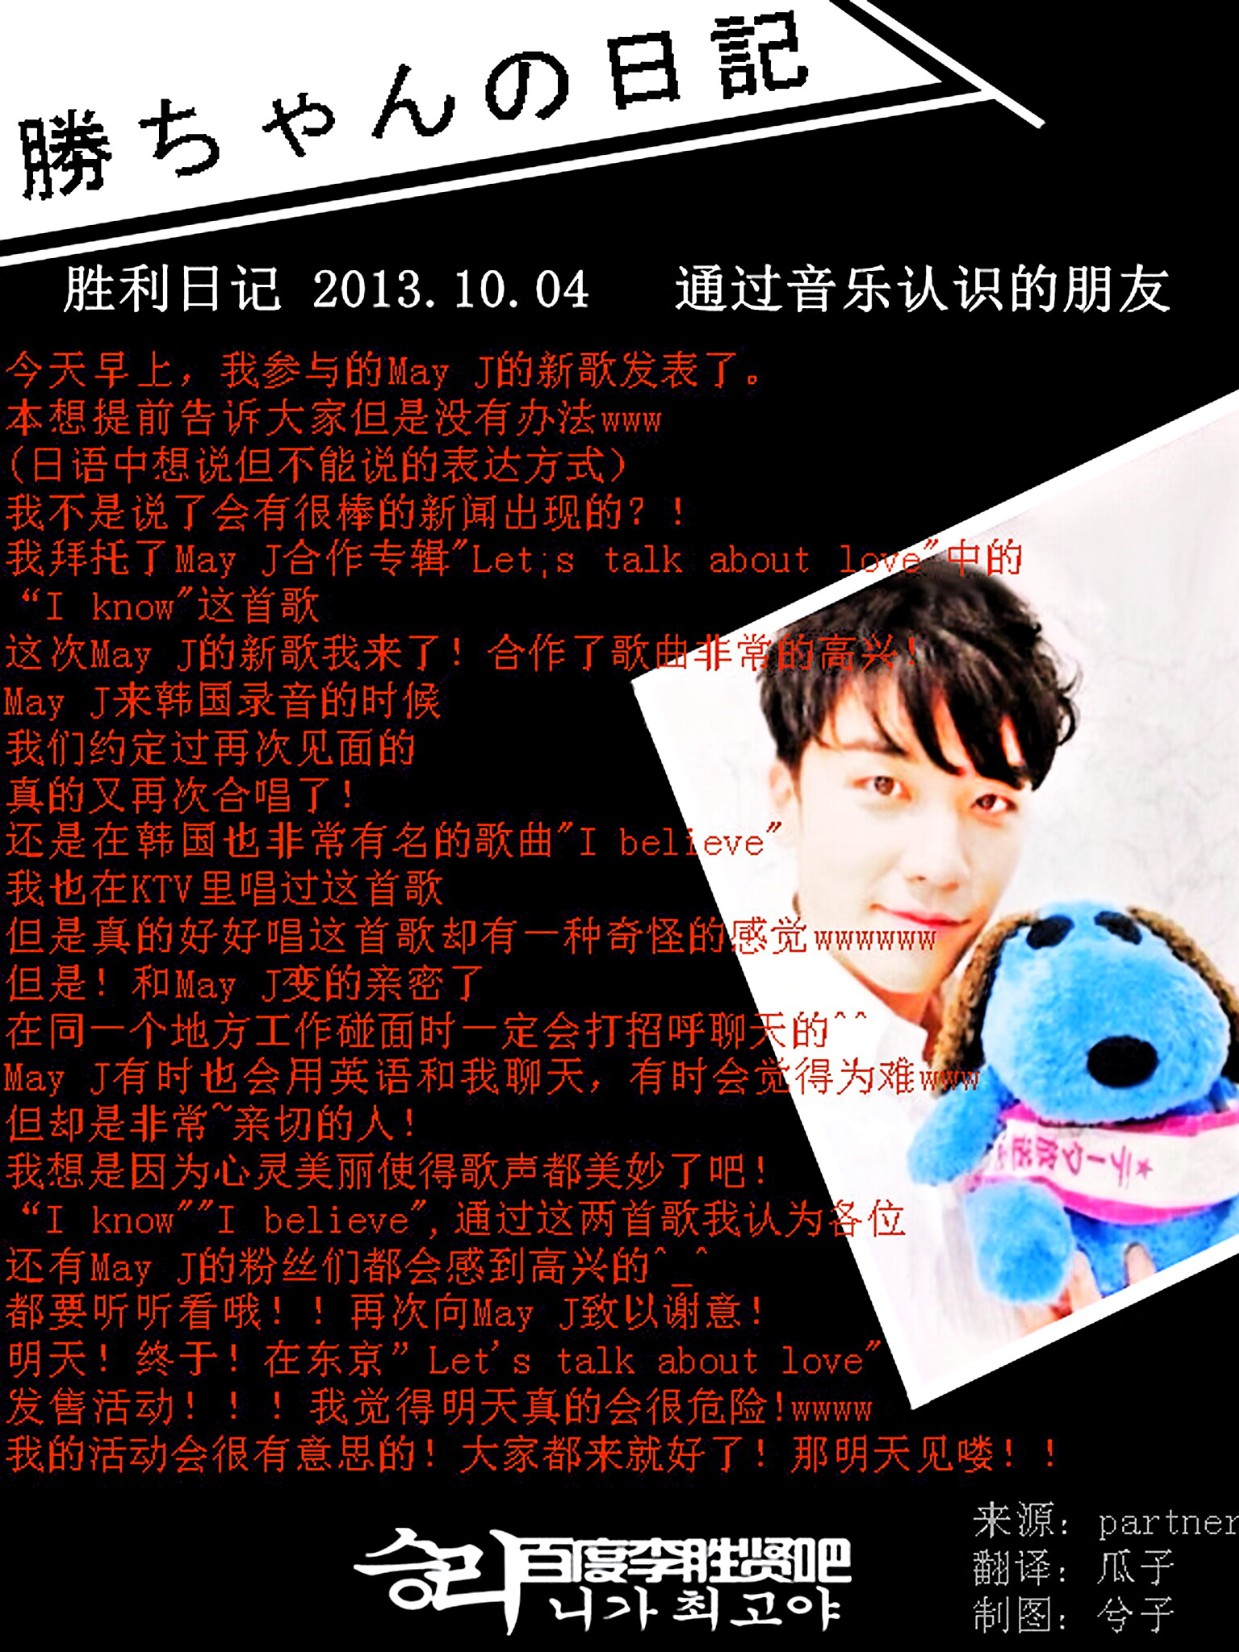 勝ちゃんの日記
胜利日记 2013.10.04 通过音乐认识的朋友
今天早上，我参与的May J的新歌发表了。
本想提前告诉大家但是没有办法www
(日语中想说但不能说的表达方式)
我不是说了会有很棒的新闻出现的?！
我拜托了May J合作专辑"Let;s talk about love"中的
“I know"这首歌
这次May J的新歌我来了！合作了歌曲非常的高兴！
May J来韩国录音的时候
我们约定过再次见面的
真的又再次合唱了！
还是在韩国也非常有名的歌曲"I believe"
我也在KTV里唱过这首歌
但是真的好好唱这首歌却有一种奇怪的感觉wwwwww
但是！和May J变的亲密了
在同一个地方工作碰面时一定会打招呼聊天的^^
May J有时也会用英语和我聊天，有时会觉得为难www
但却是非常~亲切的人！
我想是因为心灵美丽使得歌声都美妙了吧！
“I know""I believe",通过这两首歌我认为各位
还有May J的粉丝们都会感到高兴的^_^
都要听听看哦！！再次向May J致以谢意！
明天！终于！在东京”Let's talk about love"
发售活动！！！我觉得明天真的会很危险!wwww
我的活动会很有意思的！大家都来就好了！那明天见喽！！
テータ放送
来源：partner
翻译：瓜子
制图：兮子
승리百度李胜贤吧
니가 최고야